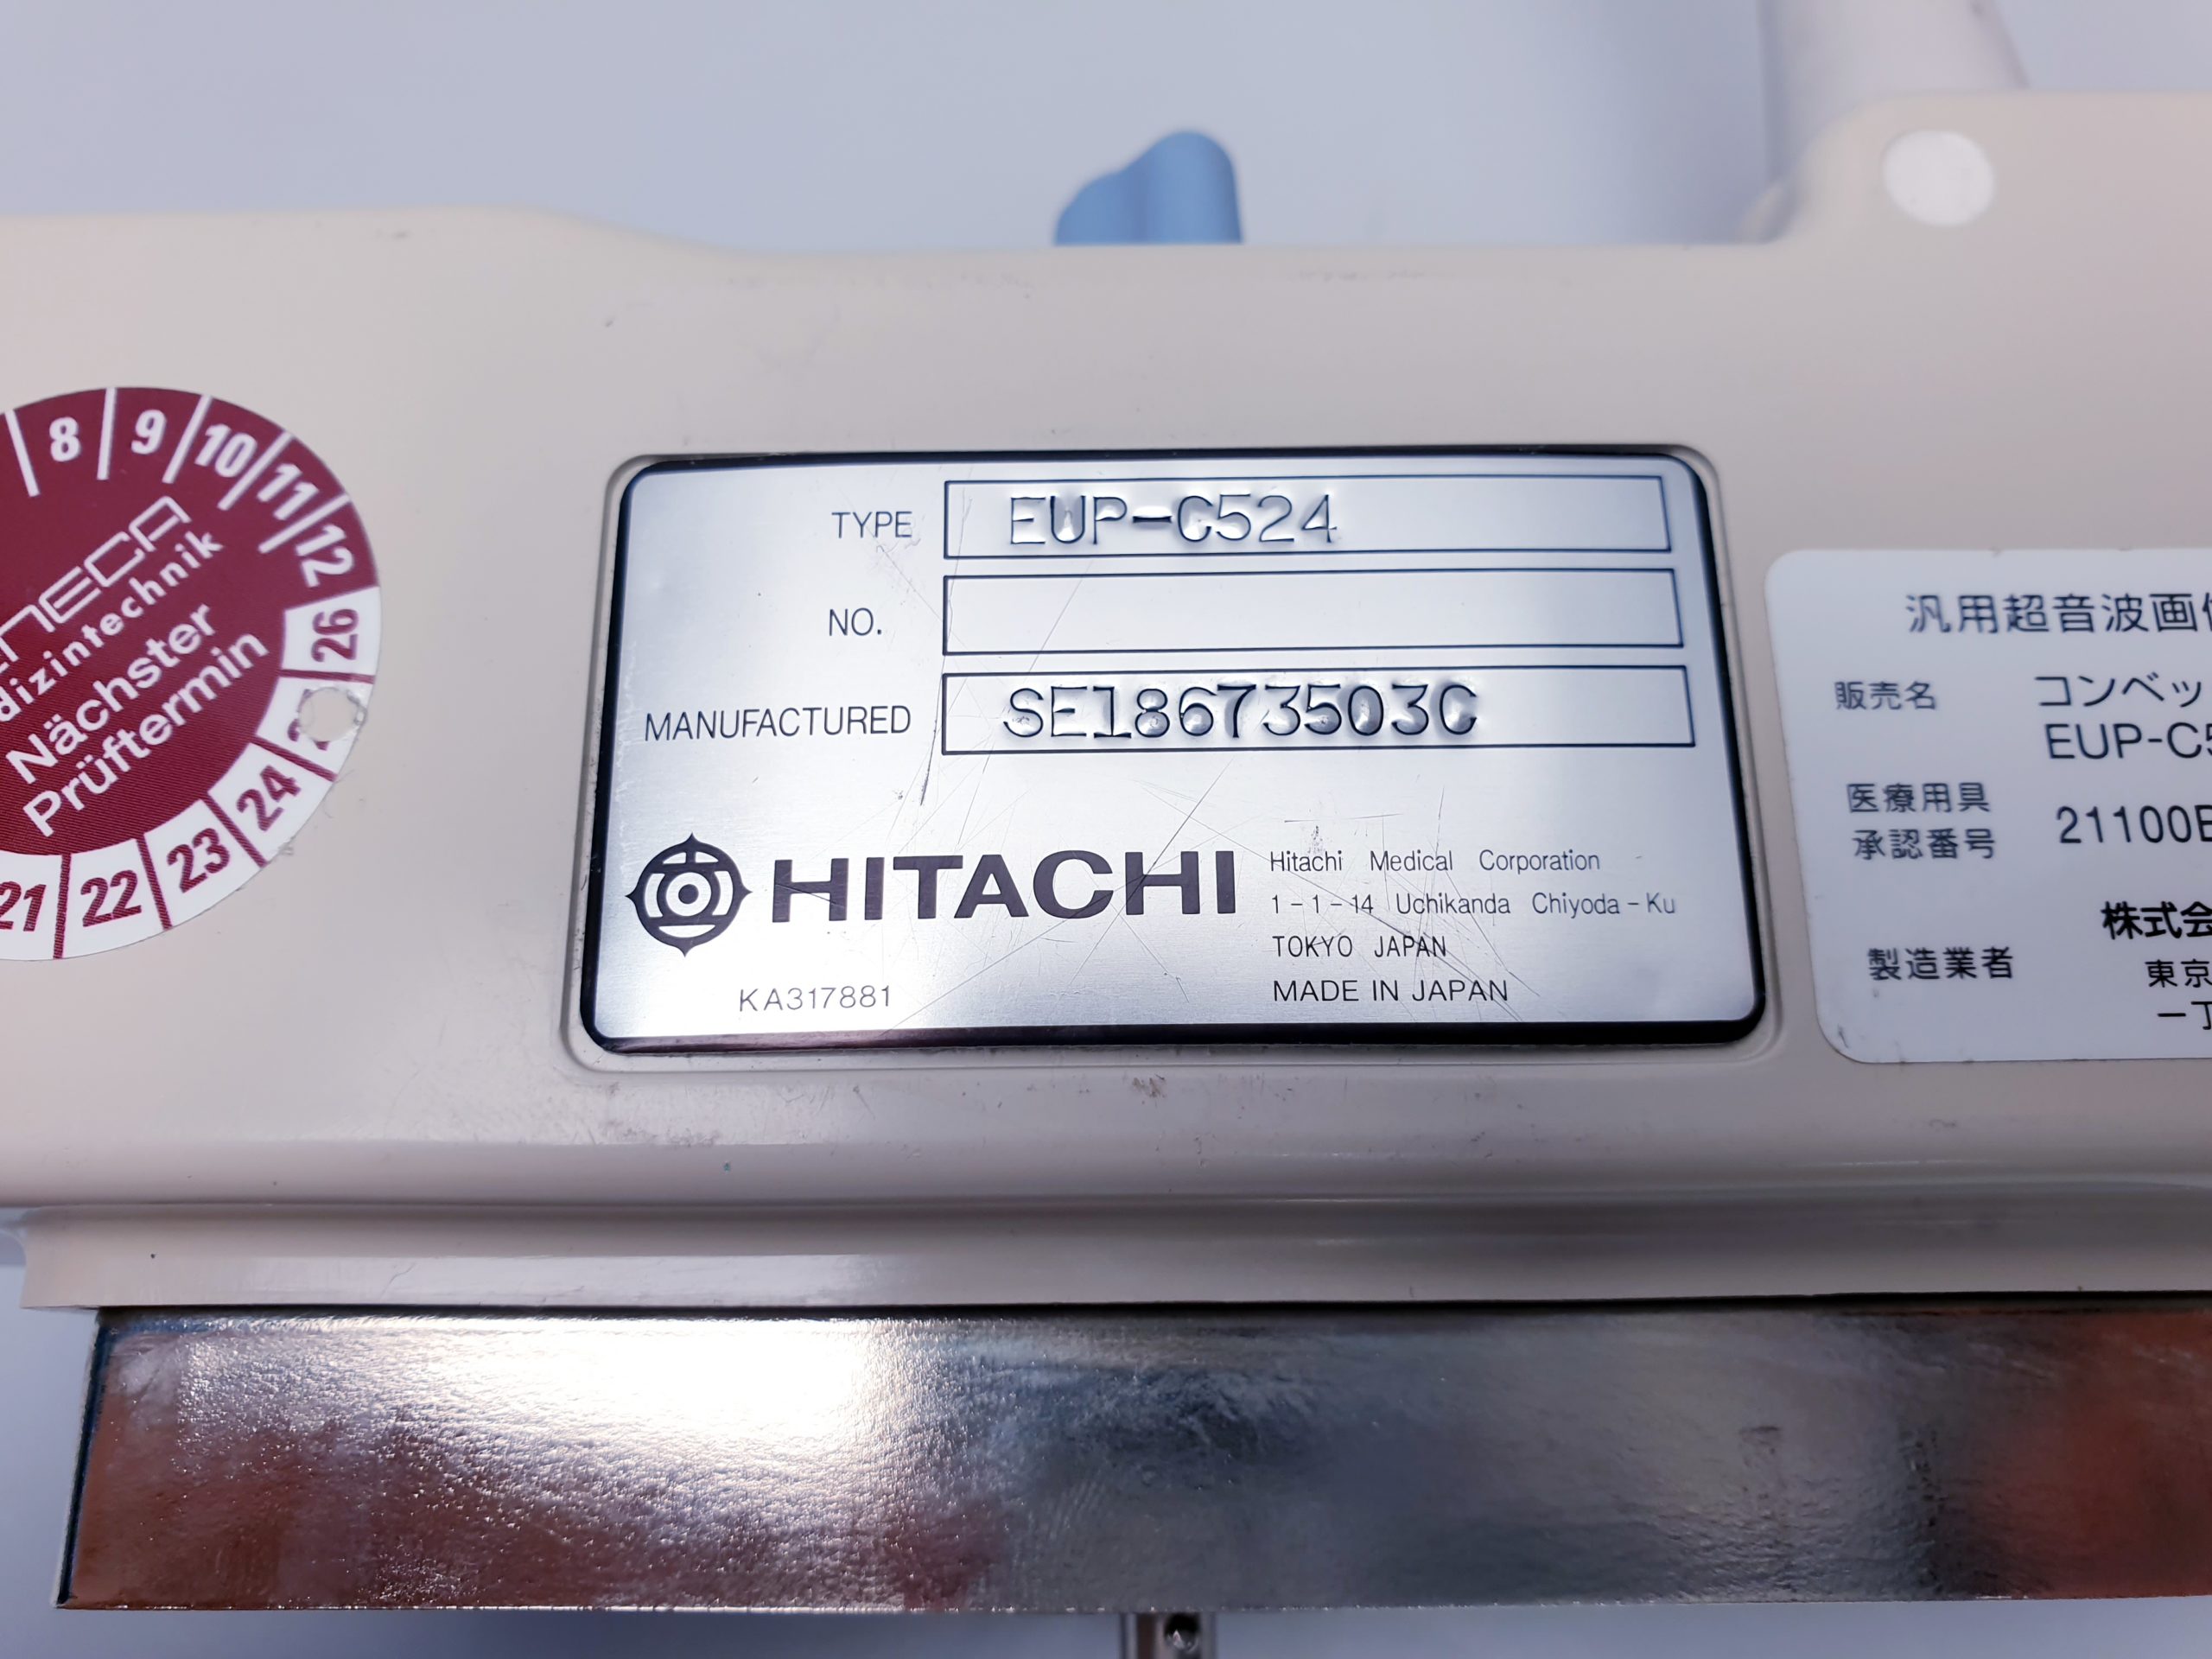 8 9 10 11 12
Nächster
Prüftermin
21 22 23 24 26
TYPE EUP-C524
NO.
MANUFACTURED SE18673503C
HITACHI
Hitachi Medical Corporation
1-1-14 Uchikanda Chiyoda-Ku
TOKYO JAPAN
MADE IN JAPAN
KA317881
汎用超音波画
販売名
コンベッ
EUP-C5
医療用具
承認番号
21100B
製造業者
株式会
東京
一丁